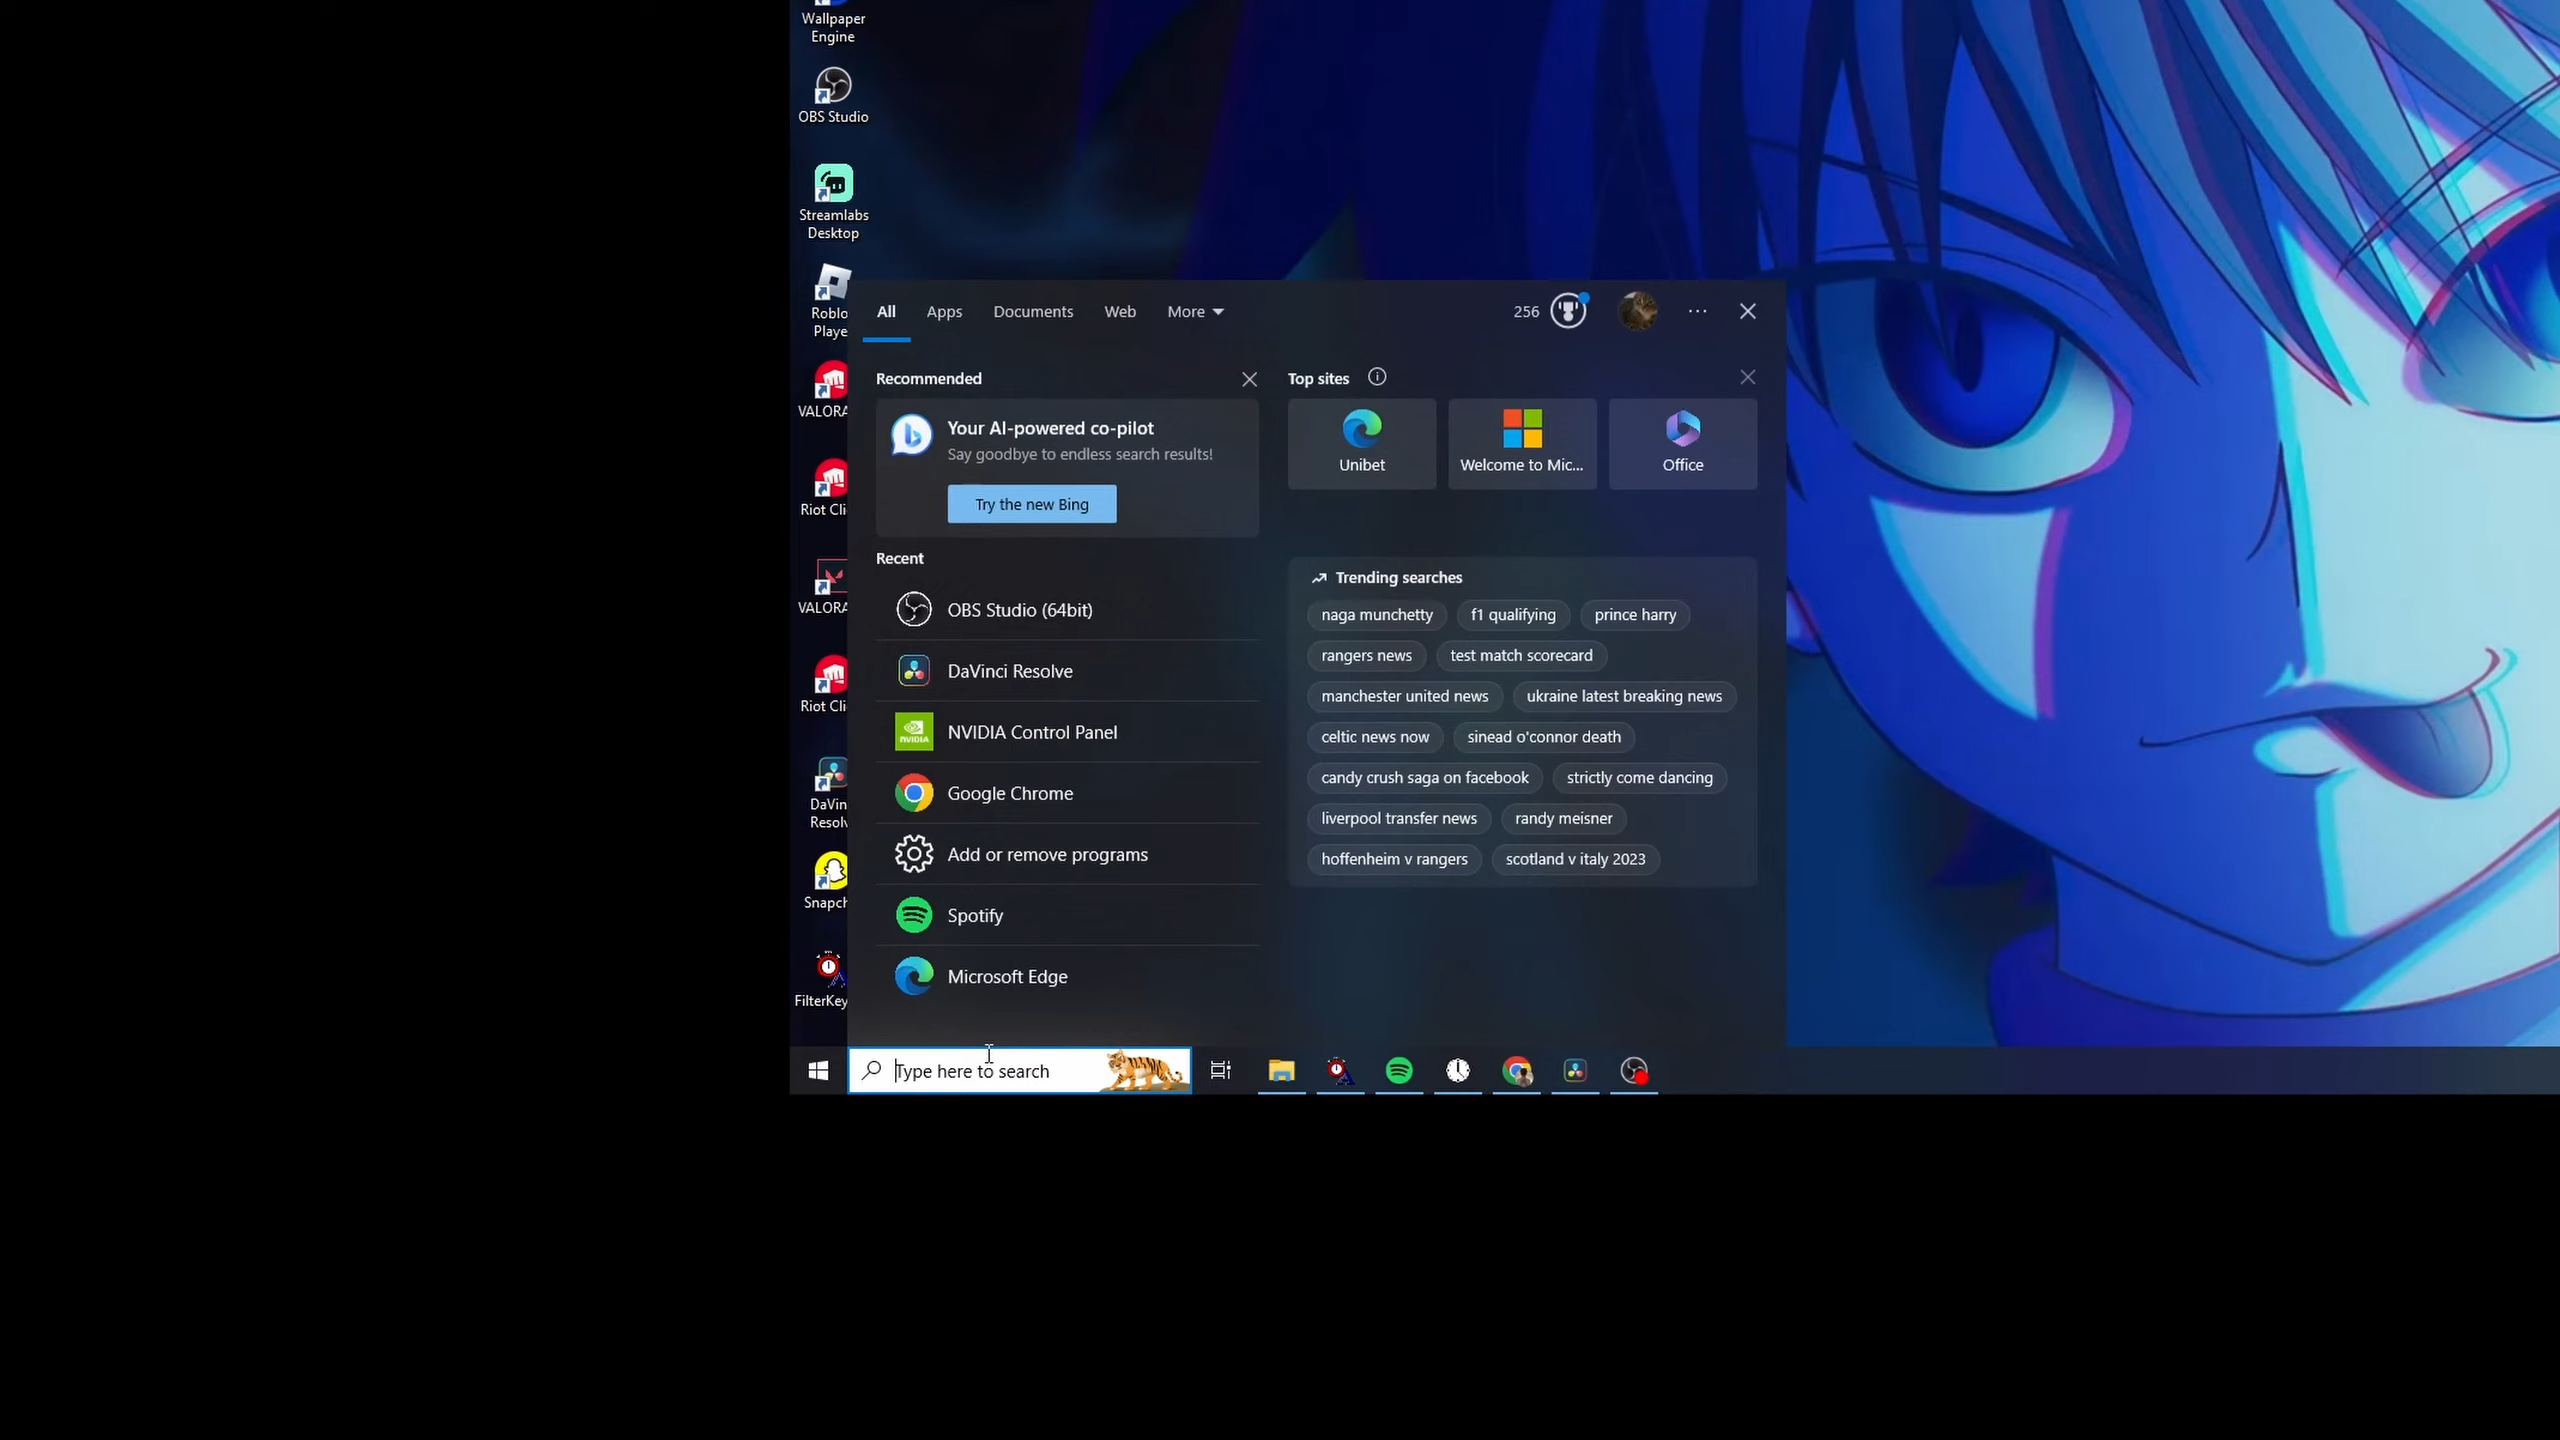 Wallpaper
Engine
OBS Studio
Streamlabs
Desktop
Roblo
Playe
VALORA
Riot Cli
VALORA
Riot Cli
DaVin
Resolv
Snapch
FilterKey
All
Apps
Documents
Web
More
256
Recommended
Your AI-powered co-pilot
Say goodbye to endless search results!
Try the new Bing
Recent
OBS Studio (64bit)
DaVinci Resolve
NVIDIA Control Panel
Google Chrome
Add or remove programs
Spotify
Microsoft Edge
Top sites
Unibet
Welcome to Mic...
Office
Trending searches
naga munchetty
f1 qualifying
prince harry
rangers news
test match scorecard
manchester united news
ukraine latest breaking news
celtic news now
sinead o'connor death
candy crush saga on facebook
strictly come dancing
liverpool transfer news
randy meisner
hoffenheim v rangers
scotland v italy 2023
Type here to search